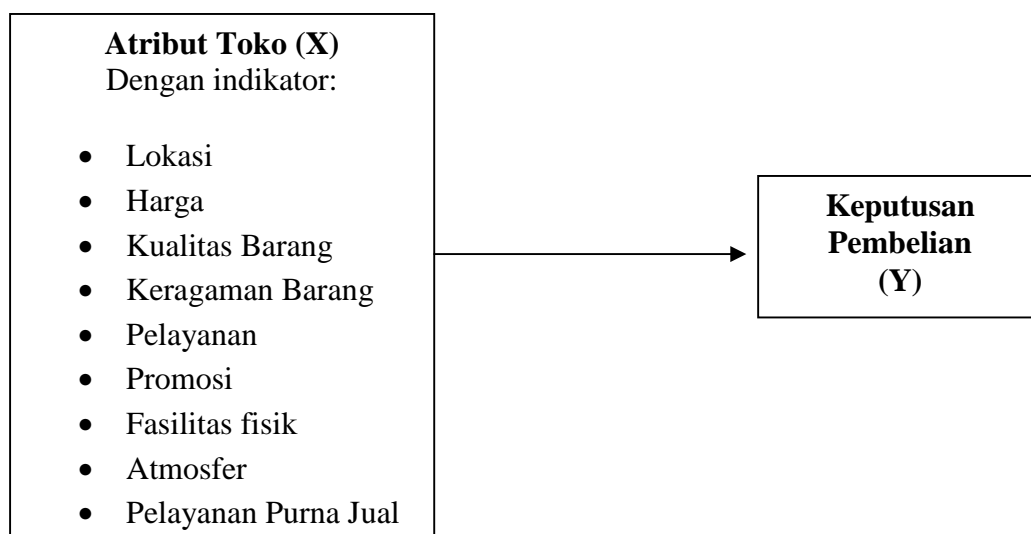 Atribut Toko (X)
Dengan indikator:
• Lokasi
• Harga
• Kualitas Barang
• Keragaman Barang
• Pelayanan
• Promosi
• Fasilitas fisik
• Atmosfer
• Pelayanan Purna Jual
Keputusan
Pembelian
(Y)